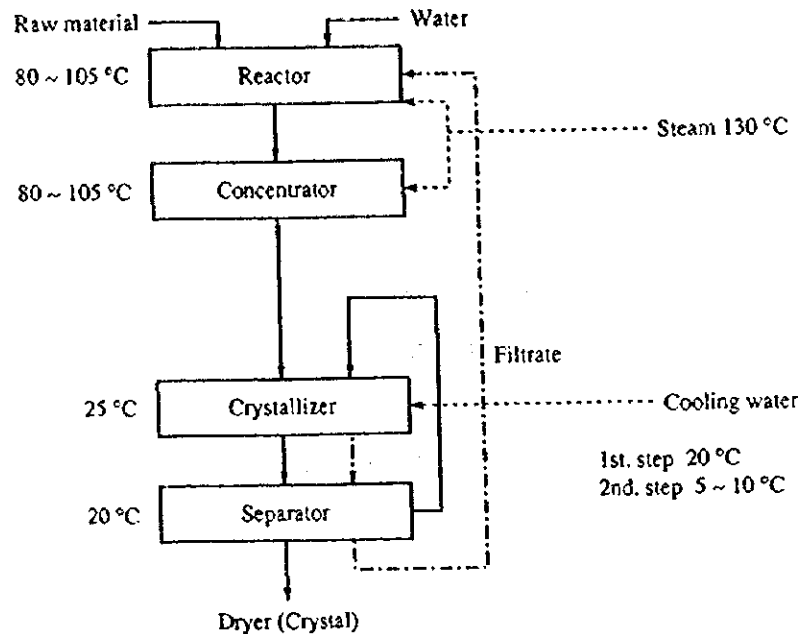 Raw material
Water
80 ~ 105 °C
Reactor
Steam 130 °C
80 ~ 105 °C
Concentrator
Filtrate
25 °C
Crystallizer
Cooling water
1st. step 20 °C
2nd. step 5 ~ 10 °C
20 °C
Separator
Dryer (Crystal)